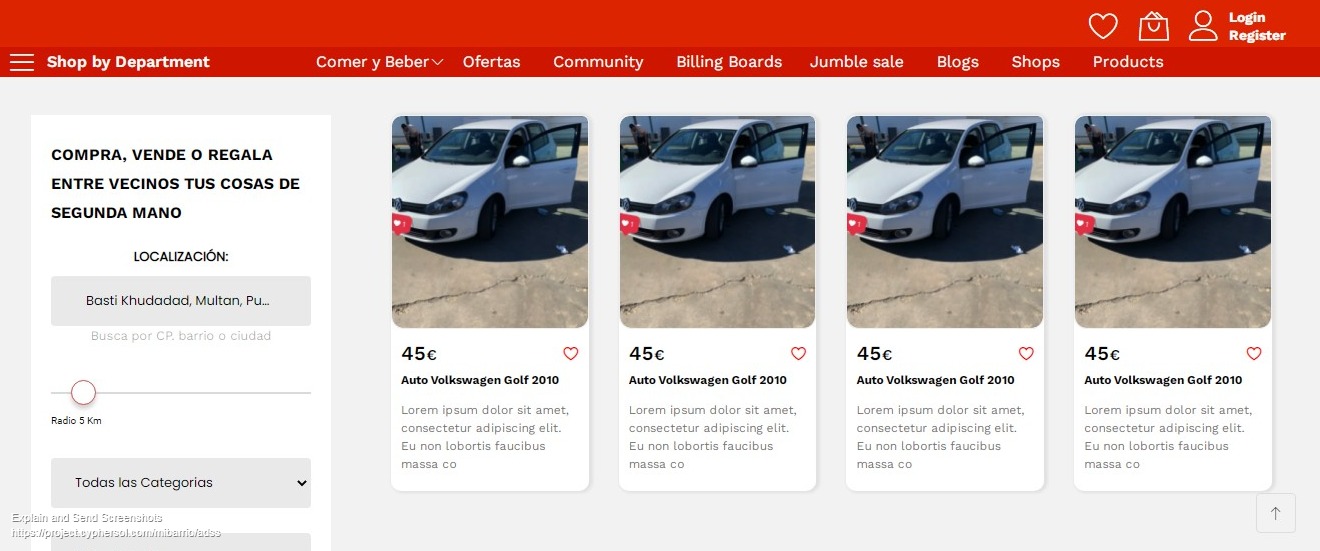 Login
Register
Shop by Department
Comer y Beber Ofertas Community Billing Boards Jumble sale Blogs Shops Products
COMPRA, VENDE O REGALA
ENTRE VECINOS TUS COSAS DE
SEGUNDA MANO
LOCALIZACIÓN:
Basti Khudadad, Multan, Pu...
Busca por CP. barrio o ciudad
Radio 5 Km
Todas las Categorias
45€
Auto Volkswagen Golf 2010
Lorem ipsum dolor sit amet,
consectetur adipiscing elit.
Eu non lobortis faucibus
massa co
45€
Auto Volkswagen Golf 2010
Lorem ipsum dolor sit amet,
consectetur adipiscing elit.
Eu non lobortis faucibus
massa co
45€
Auto Volkswagen Golf 2010
Lorem ipsum dolor sit amet,
consectetur adipiscing elit.
Eu non lobortis faucibus
massa co
45€
Auto Volkswagen Golf 2010
Lorem ipsum dolor sit amet,
consectetur adipiscing elit.
Eu non lobortis faucibus
massa co
Explain and Send Screenshots
https://project.cyphersol.com/mibarrio/adss